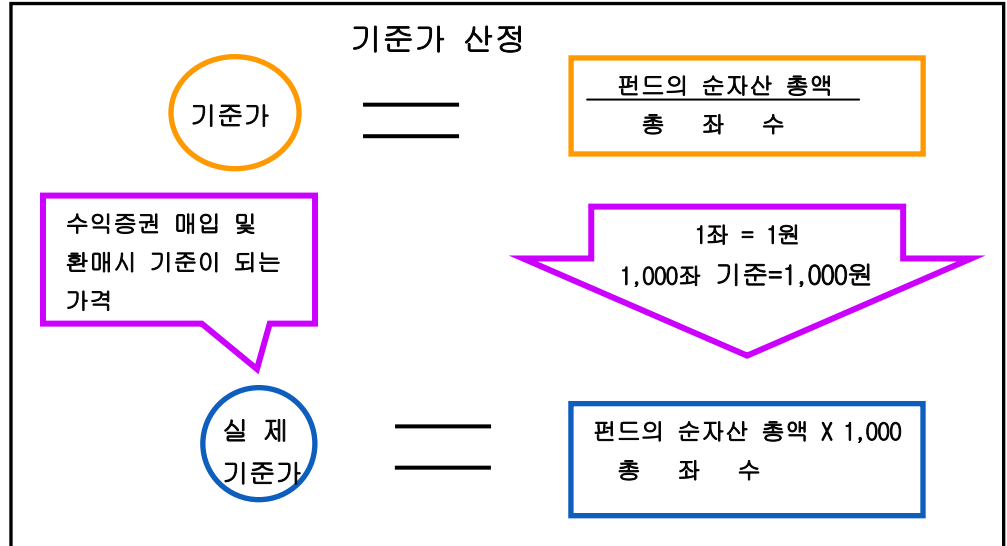 기준가 산정
기준가
펀드의 순자산 총액
총 좌 수
수익증권 매입 및
환매시 기준이 되는
가격
1좌 = 1원
1,000좌 기준=1,000원
실 제
기준가
펀드의 순자산 총액 X 1,000
총 좌 수